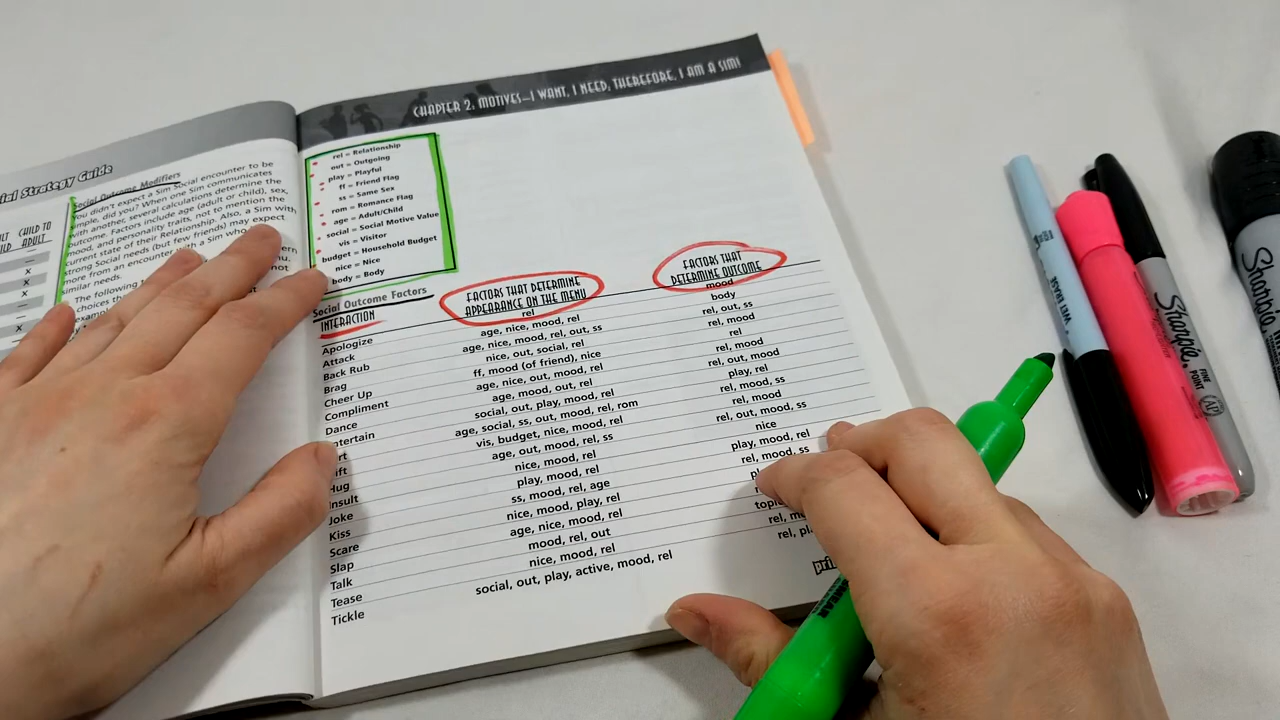 CHAPTER 2, MOTIVES—I WANT, I NEED, THEREFORE, I AM A SIM!
ial Strategy Guide
CHILD TO
ADULT
—
X
X
X
—
X
Social Outcome Modifiers
You didn't expect a Sim Social encounter to be
simple, did you? When one Sim communicates
with another, several calculations determine the
outcome. Factors include age (adult or child), sex,
mood, and personality traits, not to mention the
current state of their Relationship. Also, a Sim with
strong Social needs (but few friends) may expect
more from an encounter with a Sim who
similar needs.
The following
choices
rel = Relationship
out = Outgoing
play = Playful
ff = Friend Flag
ss = Same Sex
rom = Romance Flag
age = Adult/Child
social = Social Motive Value
vis = Visitor
budget = Household Budget
nice = Nice
body = Body
Social Outcome Factors
INTERACTION FACTORS THAT DETERMINE APPEARANCE ON THE MENU FACTORS THAT DETERMINE OUTCOME
Apologize rel mood
Attack age, nice, mood, rel body
Back Rub age, nice, mood, rel, out, ss rel, out, ss
Brag nice, out, social, rel rel, mood
Cheer Up ff, mood (of friend), nice rel
Compliment age, nice, out, mood, rel rel, mood
Dance age, mood, out, rel rel, out, mood
ntertain social, out, play, mood, rel play, rel
rt age, social, ss, out, mood, rel, rom rel, mood, ss
ift vis, budget, nice, mood, rel rel, mood
Hug age, out, mood, rel, ss rel, out, mood, ss
Insult nice, mood, rel nice
Joke play, mood, rel play, mood, rel
Kiss ss, mood, rel, age rel, mood, ss
Scare nice, mood, play, rel
Slap age, nice, mood, rel
Talk mood, rel, out
Tease nice, mood, rel rel,
Tickle social, out, play, active, mood, rel rel,
WET ERASE
Sharpie
FINE
POINT
AP
Sharpie